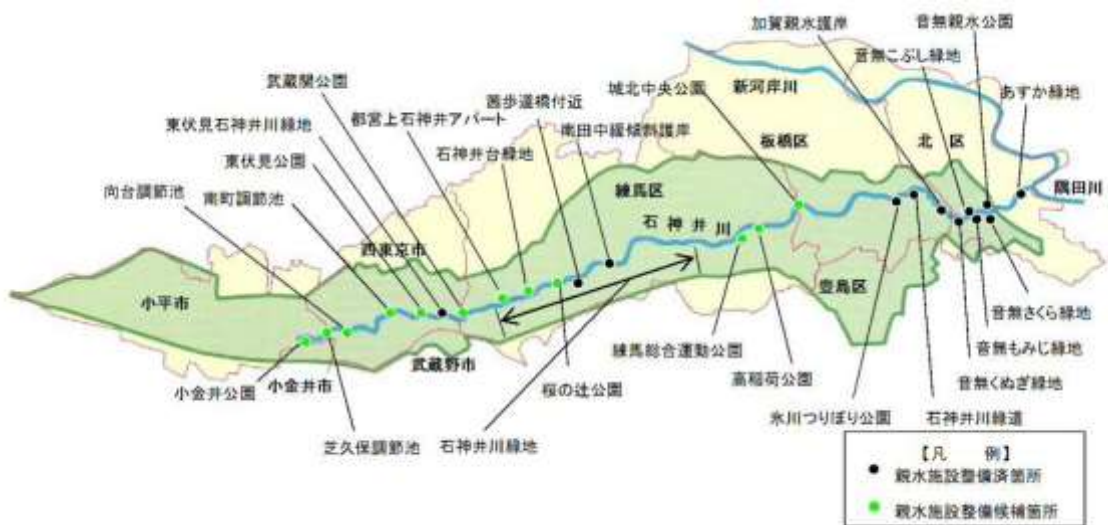 加賀親水護岸
音無親水公園
音無こぶし緑地
武蔵関公園
茜歩道橋付近
城北中央公園
新河岸川
あすか緑地
都営上石神井アパート
南田中緩傾斜護岸
東伏見石神井川緑地
石神井台緑地
板橋区
北区
東伏見公園
練馬区
隅田川
向台調節池
南町調節池
石神井川
西東京市
小平市
豊島区
音無さくら緑地
武蔵野市
練馬総合運動公園
音無もみじ緑地
小金井公園
小金井市
桜の辻公園
高稲荷公園
音無くぬぎ緑地
芝久保調節池
石神井川緑地
氷川つりぼり公園
石神井川緑道
【凡 例】
親水施設整備済箇所
親水施設整備候補箇所